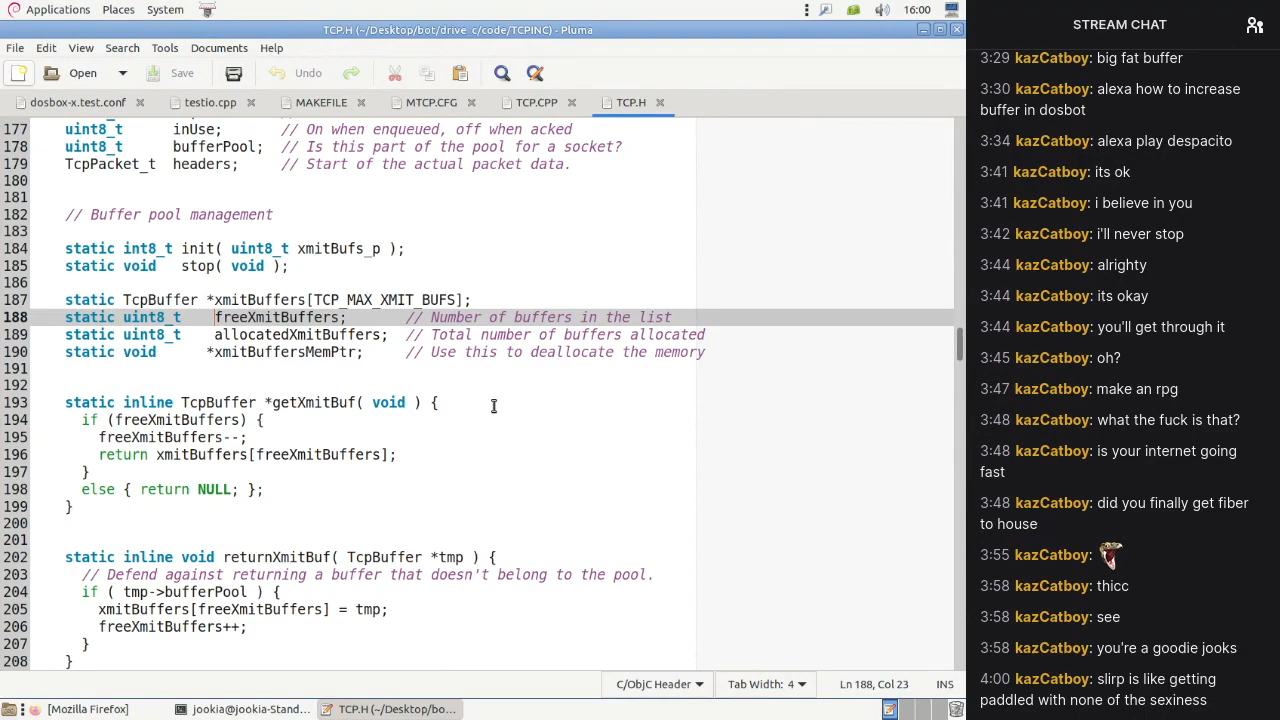 Applications Places System 16:00
TCP.H (~/Desktop/bot/drive_c/code/TCPINC) - Pluma
File Edit View Search Tools Documents Help
Open Save Undo
dosbox-x.test.conf testio.cpp MAKEFILE MTCP.CFG TCP.CPP TCP.H
177 uint8_t inUse; // On when enqueued, off when acked
178 uint8_t bufferPool; // Is this part of the pool for a socket?
179 TcpPacket_t headers; // Start of the actual packet data.
180
181
182 // Buffer pool management
183
184 static int8_t init( uint8_t xmitBufs_p );
185 static void stop( void );
186
187 static TcpBuffer *xmitBuffers[TCP_MAX_XMIT_BUFS];
188 static uint8_t freeXmitBuffers; // Number of buffers in the list
189 static uint8_t allocatedXmitBuffers; // Total number of buffers allocated
190 static void *xmitBuffersMemPtr; // Use this to deallocate the memory
191
192
193 static inline TcpBuffer *getXmitBuf( void ) {
194 if (freeXmitBuffers) {
195 freeXmitBuffers--;
196 return xmitBuffers[freeXmitBuffers];
197 }
198 else { return NULL; };
199 }
200
201
202 static inline void returnXmitBuf( TcpBuffer *tmp ) {
203 // Defend against returning a buffer that doesn't belong to the pool.
204 if ( tmp->bufferPool ) {
205 xmitBuffers[freeXmitBuffers] = tmp;
206 freeXmitBuffers++;
207 }
208 }
C/ObjC Header Tab Width: 4 Ln 188, Col 23 INS
[Mozilla Firefox] jookia@jookia-Stand... TCP.H (~/Desktop/bo...
STREAM CHAT
3:29 kazCatboy: big fat buffer
3:30 kazCatboy: alexa how to increase
buffer in dosbot
3:34 kazCatboy: alexa play despacito
3:41 kazCatboy: its ok
3:41 kazCatboy: i believe in you
3:42 kazCatboy: i'll never stop
3:44 kazCatboy: alrighty
3:44 kazCatboy: its okay
3:44 kazCatboy: you'll get through it
3:45 kazCatboy: oh?
3:47 kazCatboy: make an rpg
3:48 kazCatboy: what the fuck is that?
3:48 kazCatboy: is your internet going
fast
3:48 kazCatboy: did you finally get fiber
to house
3:55 kazCatboy:
3:58 kazCatboy: thicc
3:58 kazCatboy: see
3:58 kazCatboy: you're a goodie jooks
4:00 kazCatboy: slirp is like getting
paddled with none of the sexiness